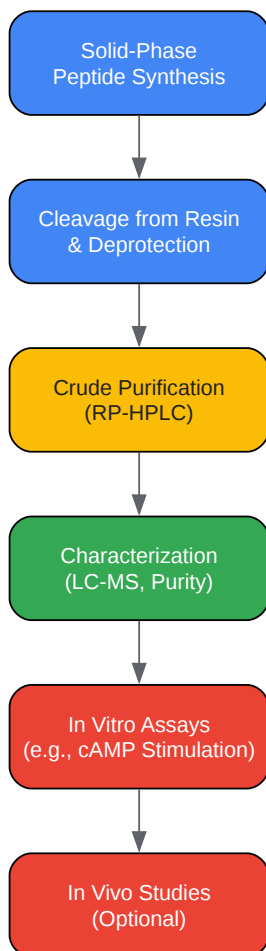 Solid-Phase
Peptide Synthesis
Cleavage from Resin
& Deprotection
Crude Purification
(RP-HPLC)
Characterization
(LC-MS, Purity)
In Vitro Assays
(e.g., cAMP Stimulation)
In Vivo Studies
(Optional)